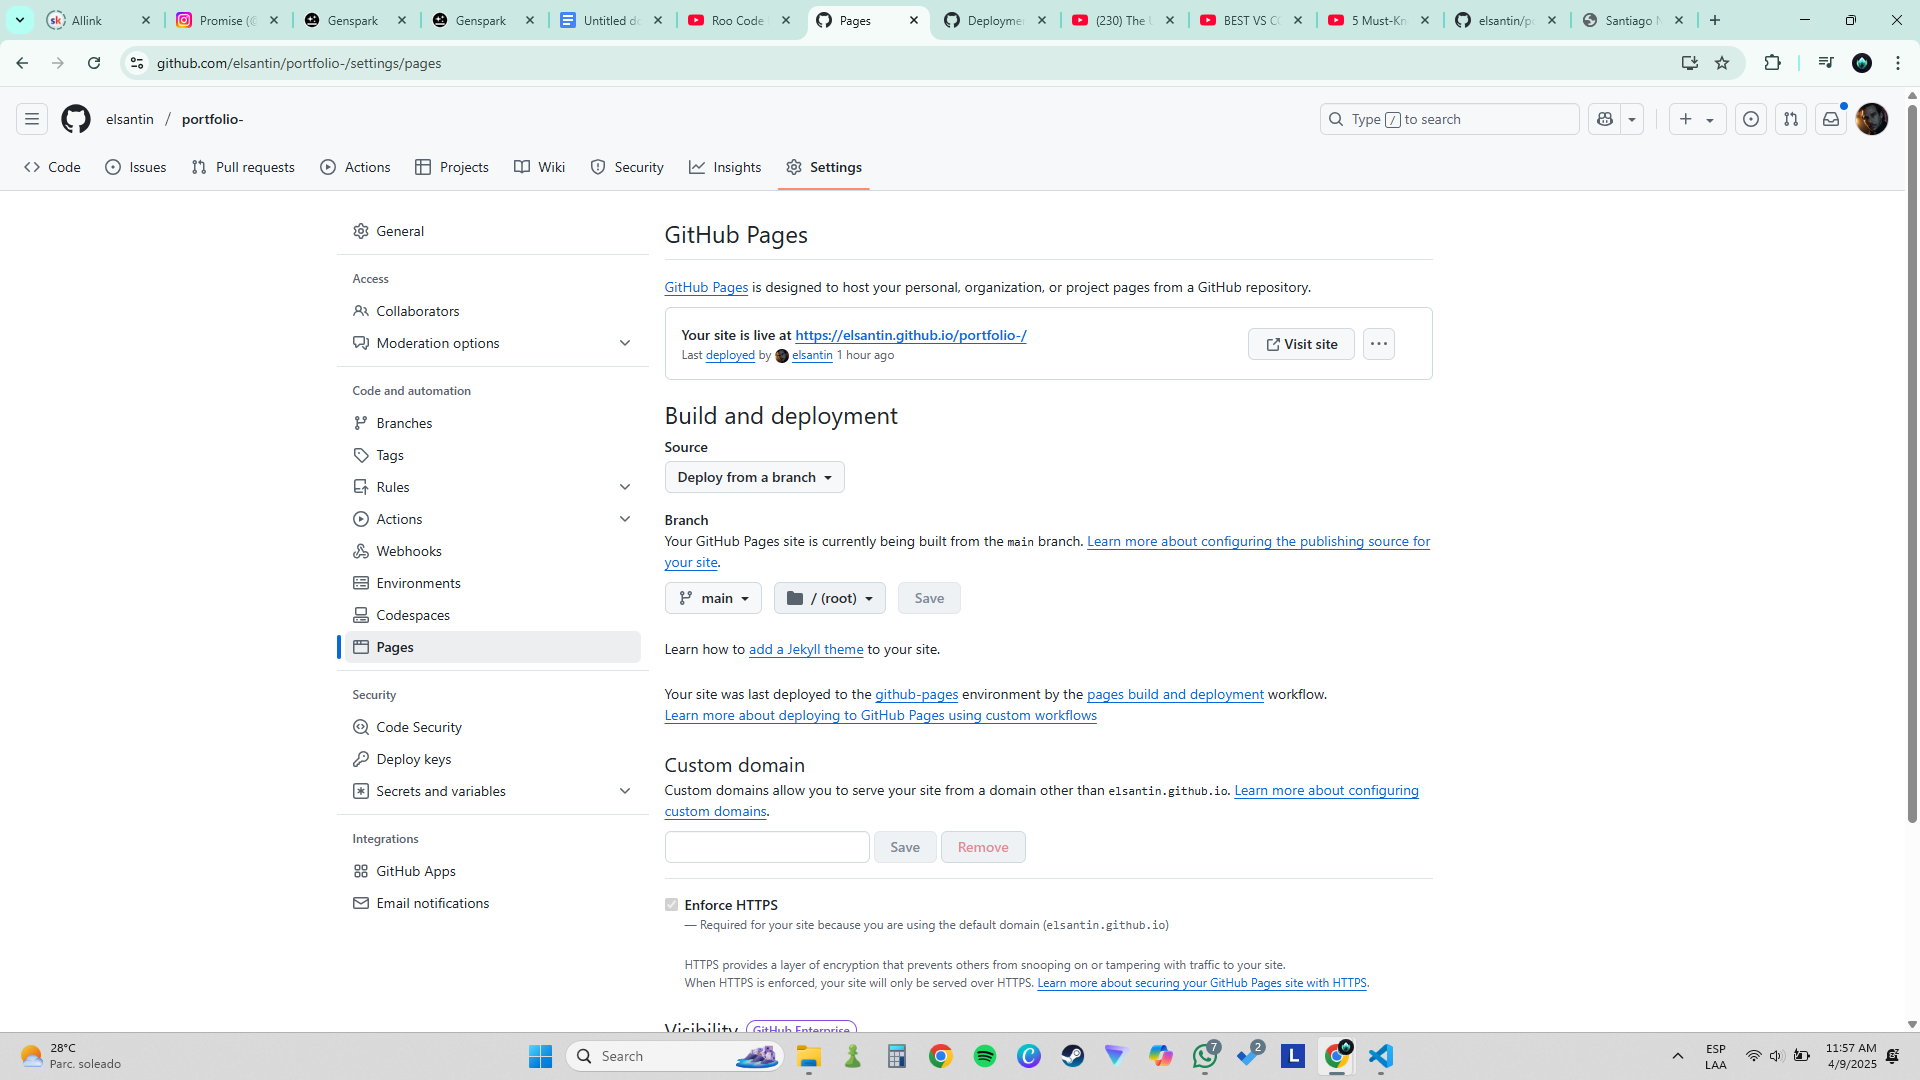 Allink
Promise (@
Genspark
Genspark
Untitled do
Roo Code
Pages
Deployme
(230) The
BEST VS CO
5 Must-Kn
elsantin/po
Santiago
github.com/elsantin/portfolio-/settings/pages
elsantin / portfolio-
Type / to search
Code
Issues
Pull requests
Actions
Projects
Wiki
Security
Insights
Settings
General
Access
Collaborators
Moderation options
Code and automation
Branches
Tags
Rules
Actions
Webhooks
Environments
Codespaces
Pages
Security
Code Security
Deploy keys
Secrets and variables
Integrations
GitHub Apps
Email notifications
GitHub Pages
GitHub Pages is designed to host your personal, organization, or project pages from a GitHub repository.
Your site is live at https://elsantin.github.io/portfolio-/
Last deployed by elsantin 1 hour ago
Visit site
Build and deployment
Source
Deploy from a branch
Branch
Your GitHub Pages site is currently being built from the main branch. Learn more about configuring the publishing source for
your site.
main
/ (root)
Save
Learn how to add a Jekyll theme to your site.
Your site was last deployed to the github-pages environment by the pages build and deployment workflow.
Learn more about deploying to GitHub Pages using custom workflows
Custom domain
Custom domains allow you to serve your site from a domain other than elsantin.github.io. Learn more about configuring
custom domains.
Save
Remove
Enforce HTTPS
— Required for your site because you are using the default domain (elsantin.github.io)
HTTPS provides a layer of encryption that prevents others from snooping on or tampering with traffic to your site.
When HTTPS is enforced, your site will only be served over HTTPS. Learn more about securing your GitHub Pages site with HTTPS.
Visibility GitHub Enterprise
28°C
Parc. soleado
Search
7
2
L
ESP
LAA
11:57 AM
4/9/2025